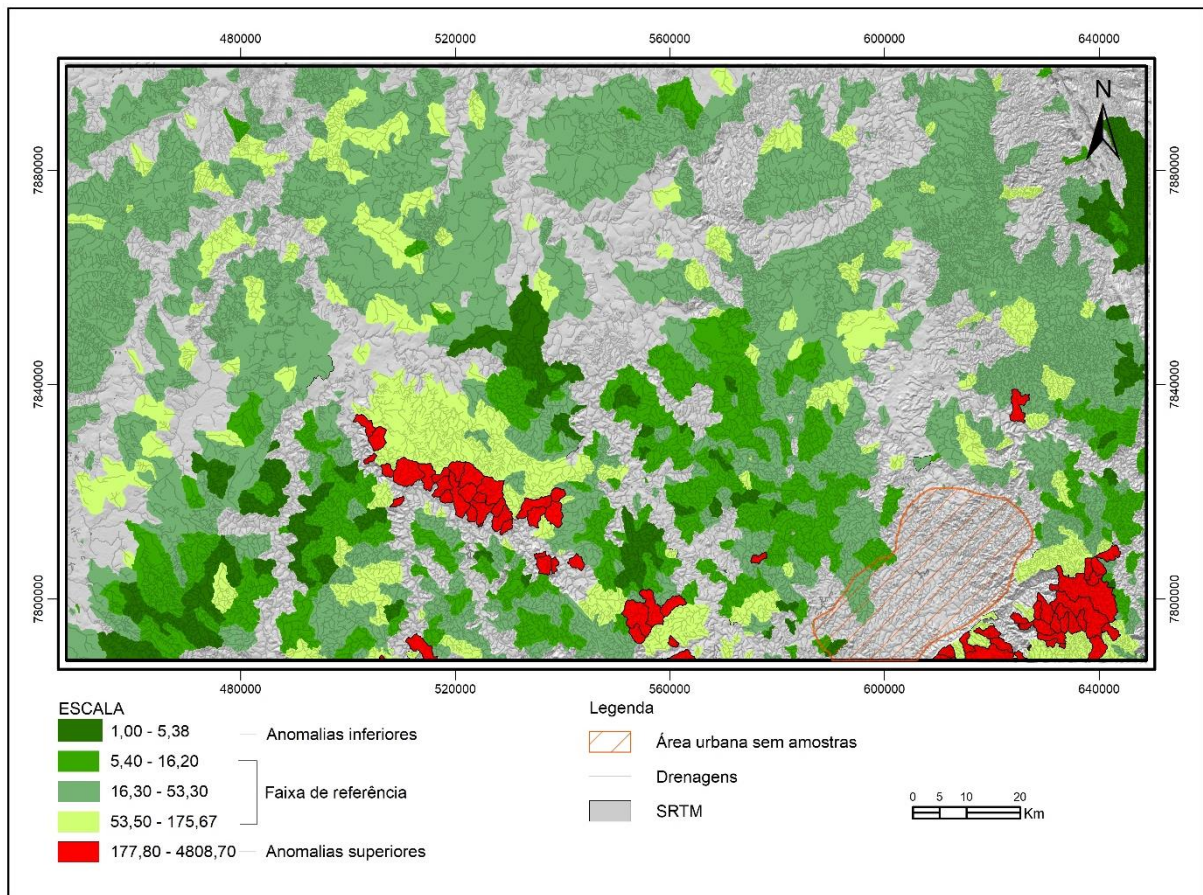 480000 520000 560000 600000 640000
N
7880000 7880000
7840000 7840000
7800000 7800000
480000 520000 560000 600000 640000
ESCALA
1,00 - 5,38
Anomalias inferiores
5,40 - 16,20
16,30 - 53,30
Faixa de referência
53,50 - 175,67
177,80 - 4808,70
Anomalias superiores
Legenda
Área urbana sem amostras
Drenagens
SRTM
0 5 10 20
Km